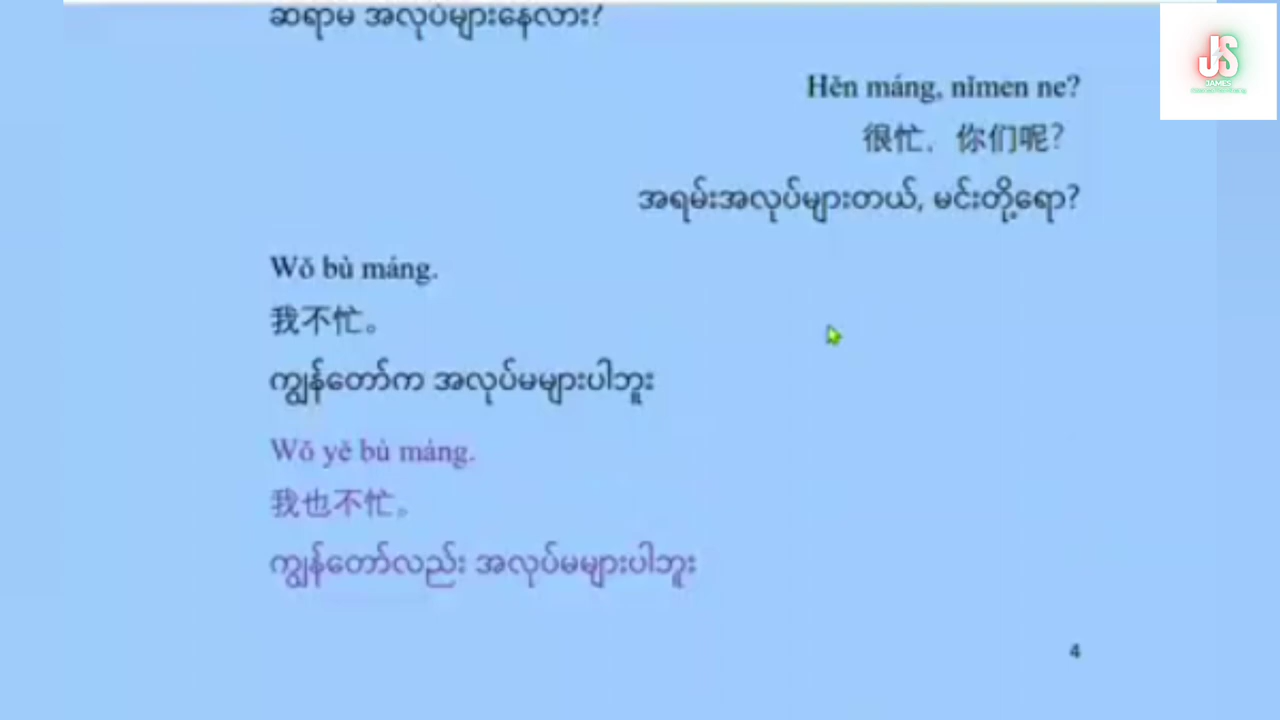 ဆရာမ အလုပ်များနေလား?
JS
JAMES
Hěn máng, nǐmen ne?
很忙，你们呢？
အရမ်းအလုပ်များတယ်, မင်းတို့ရော?
Wǒ bù máng.
我不忙。
ကျွန်တော်က အလုပ်မများပါဘူး
Wǒ yě bù máng.
我也不忙。
ကျွန်တော်လည်း အလုပ်မများပါဘူး
4